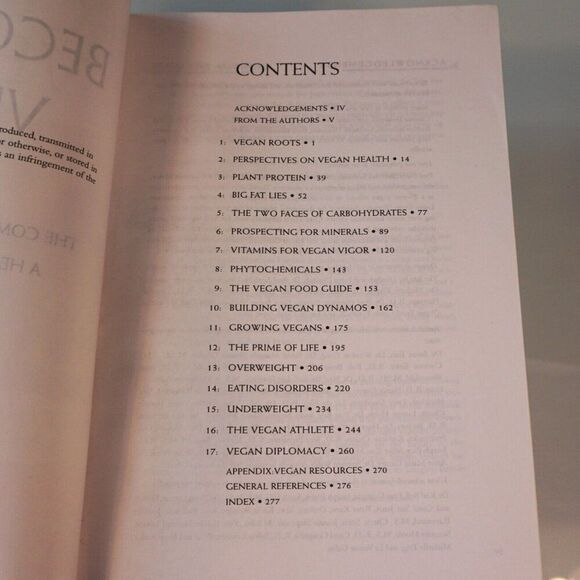 roduced, transmitted in
or otherwise, or stored in
s an infringement of the
CONTENTS
ACKNOWLEDGEMENTS • IV
FROM THE AUTHORS • V
1: VEGAN ROOTS • 1
2: PERSPECTIVES ON VEGAN HEALTH • 14
3: PLANT PROTEIN • 39
4: BIG FAT LIES • 52
5: THE TWO FACES OF CARBOHYDRATES • 77
6: PROSPECTING FOR MINERALS • 89
7: VITAMINS FOR VEGAN VIGOR • 120
8: PHYTOCHEMICALS • 143
9: THE VEGAN FOOD GUIDE • 153
10: BUILDING VEGAN DYNAMOS • 162
11: GROWING VEGANS • 175
12: THE PRIME OF LIFE • 195
13: OVERWEIGHT • 206
14: EATING DISORDERS • 220
15: UNDERWEIGHT • 234
16: THE VEGAN ATHLETE • 244
17: VEGAN DIPLOMACY • 260
APPENDIX:VEGAN RESOURCES • 270
GENERAL REFERENCES • 276
INDEX • 277